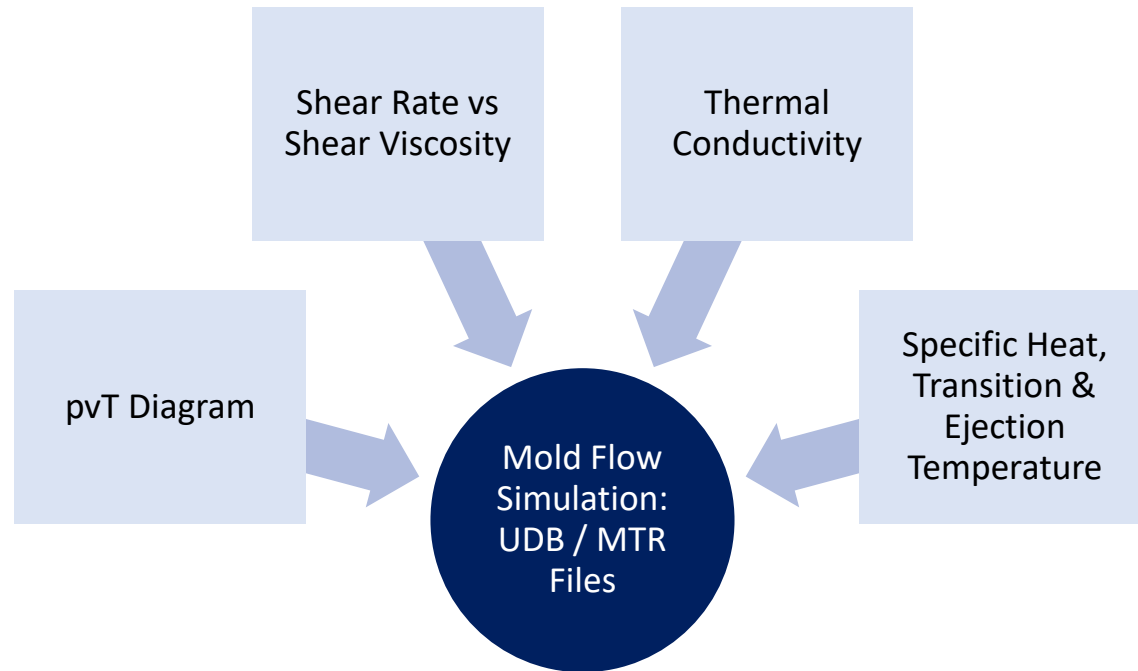 Shear Rate vs
Shear Viscosity
Thermal
Conductivity
pvT Diagram
Specific Heat,
Transition &
Ejection
Temperature
Mold Flow
Simulation:
UDB / MTR
Files